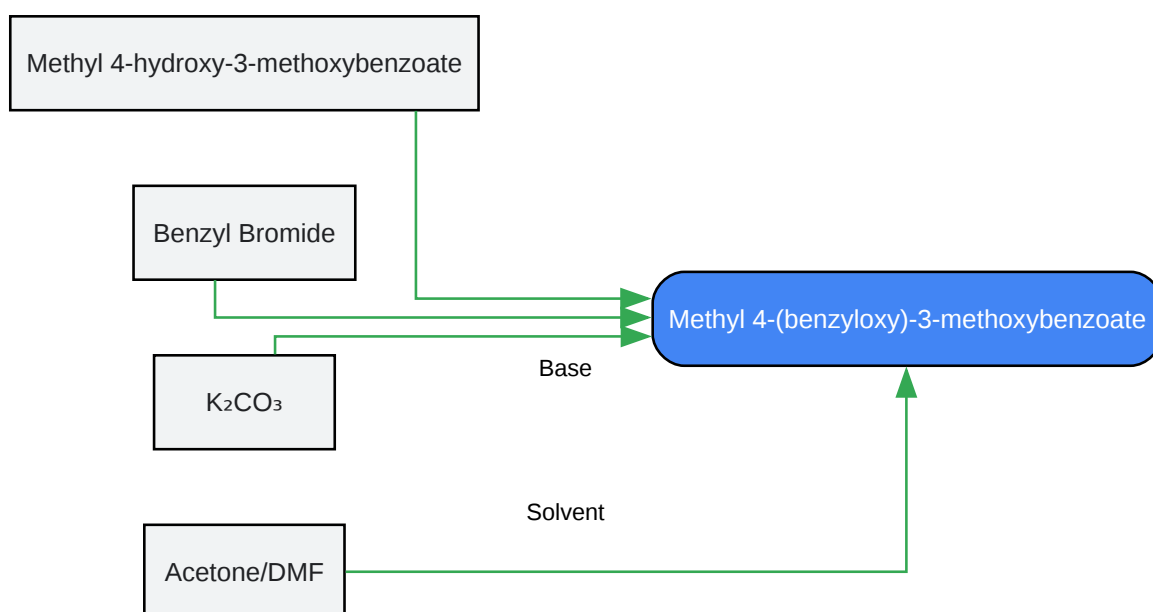 Methyl 4-hydroxy-3-methoxybenzoate
Benzyl Bromide
Methyl 4-(benzyloxy)-3-methoxybenzoate
Base
K₂CO₃
Solvent
Acetone/DMF